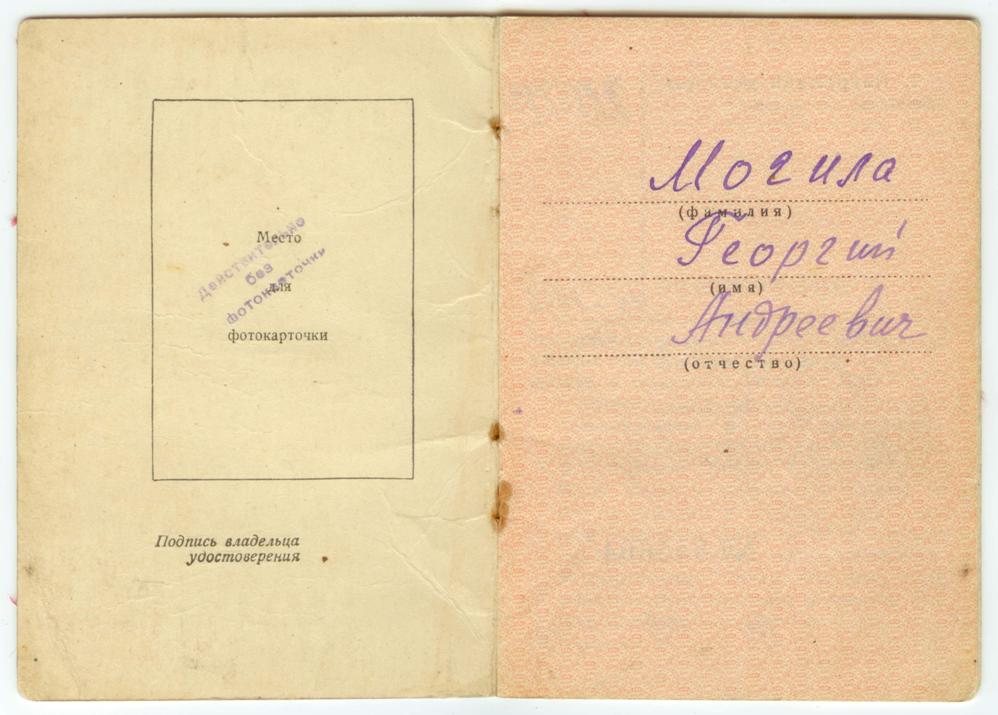 Место
для
фотокарточки
Действительно
без
фотокарточки
Подпись владельца
удостоверения
Могила
(фамилия)
Георгий
(имя)
Андреевич
(отчество)